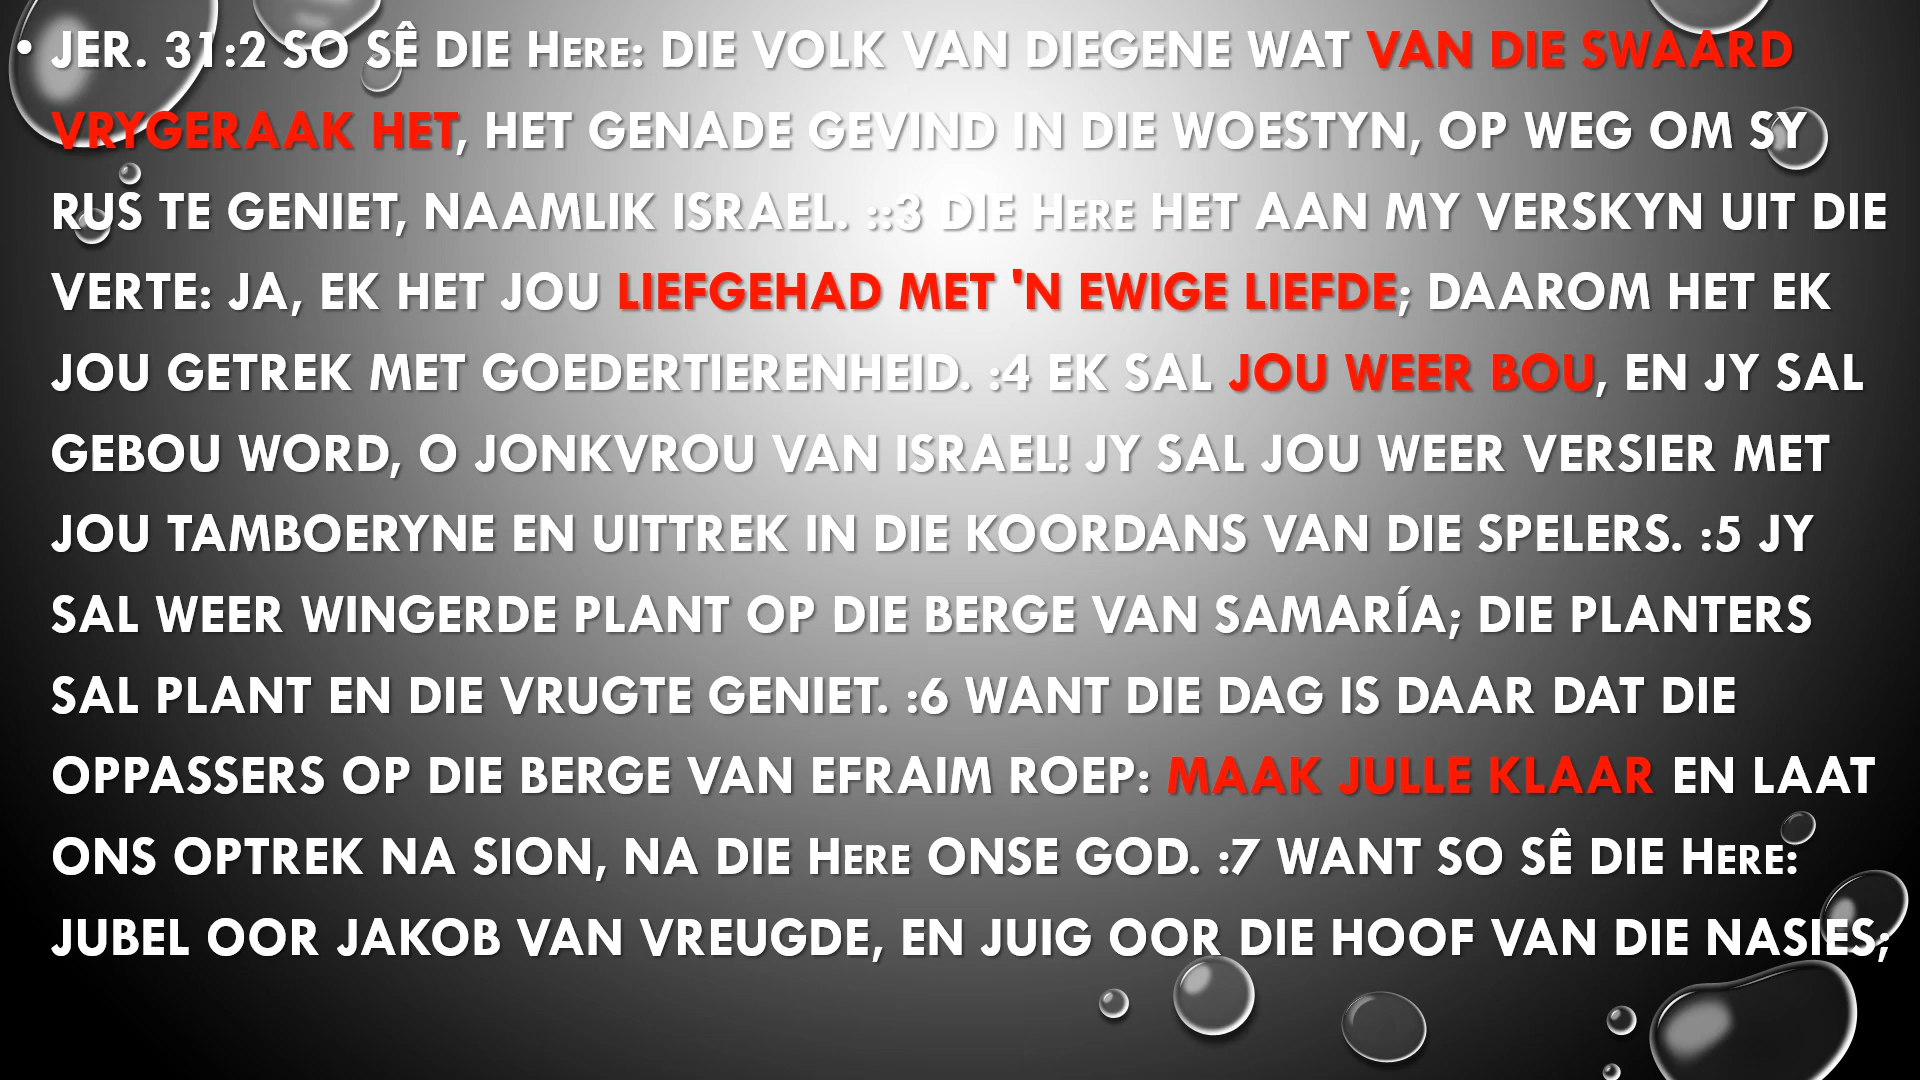 • JER. 31:2 SO SÊ DIE HERE: DIE VOLK VAN DIEGENE WAT VAN DIE SWAARD
VRYGERAAK HET, HET GENADE GEVIND IN DIE WOESTYN, OP WEG OM SY
RUS TE GENIET, NAAMLIK ISRAEL. ::3 DIE HERE HET AAN MY VERSKYN UIT DIE
VERTE: JA, EK HET JOU LIEFGEHAD MET 'N EWIGE LIEFDE; DAAROM HET EK
JOU GETREK MET GOEDERTIERENHEID. :4 EK SAL JOU WEER BOU, EN JY SAL
GEBOU WORD, O JONKVROU VAN ISRAEL! JY SAL JOU WEER VERSIER MET
JOU TAMBOERYNE EN UITTREK IN DIE KOORDANS VAN DIE SPELERS. :5 JY
SAL WEER WINGERDE PLANT OP DIE BERGE VAN SAMARÍA; DIE PLANTERS
SAL PLANT EN DIE VRUGTE GENIET. :6 WANT DIE DAG IS DAAR DAT DIE
OPPASSERS OP DIE BERGE VAN EFRAIM ROEP: MAAK JULLE KLAAR EN LAAT
ONS OPTREK NA SION, NA DIE HERE ONSE GOD. :7 WANT SO SÊ DIE HERE:
JUBEL OOR JAKOB VAN VREUGDE, EN JUIG OOR DIE HOOF VAN DIE NASIES;